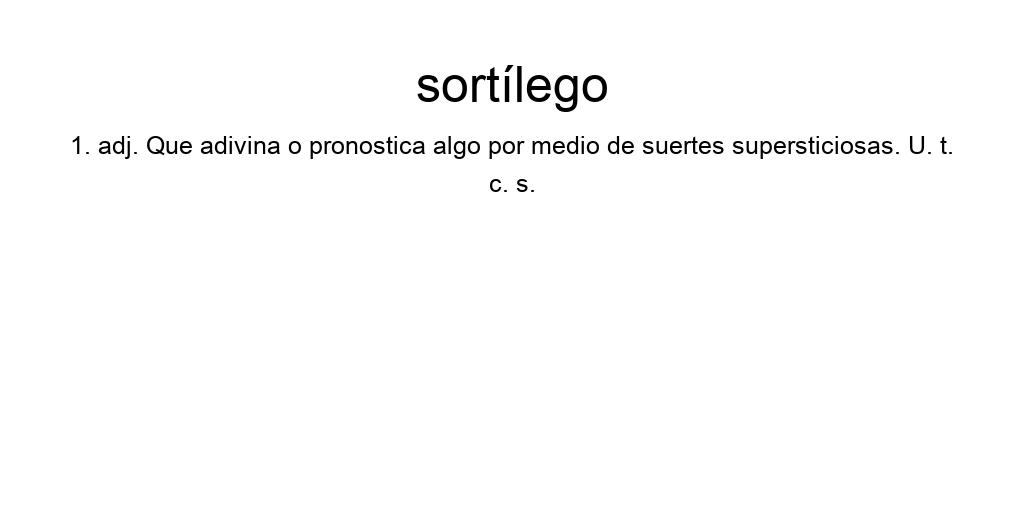 sortílego
1. adj. Que adivina o pronostica algo por medio de suertes supersticiosas. U. t.
c. s.